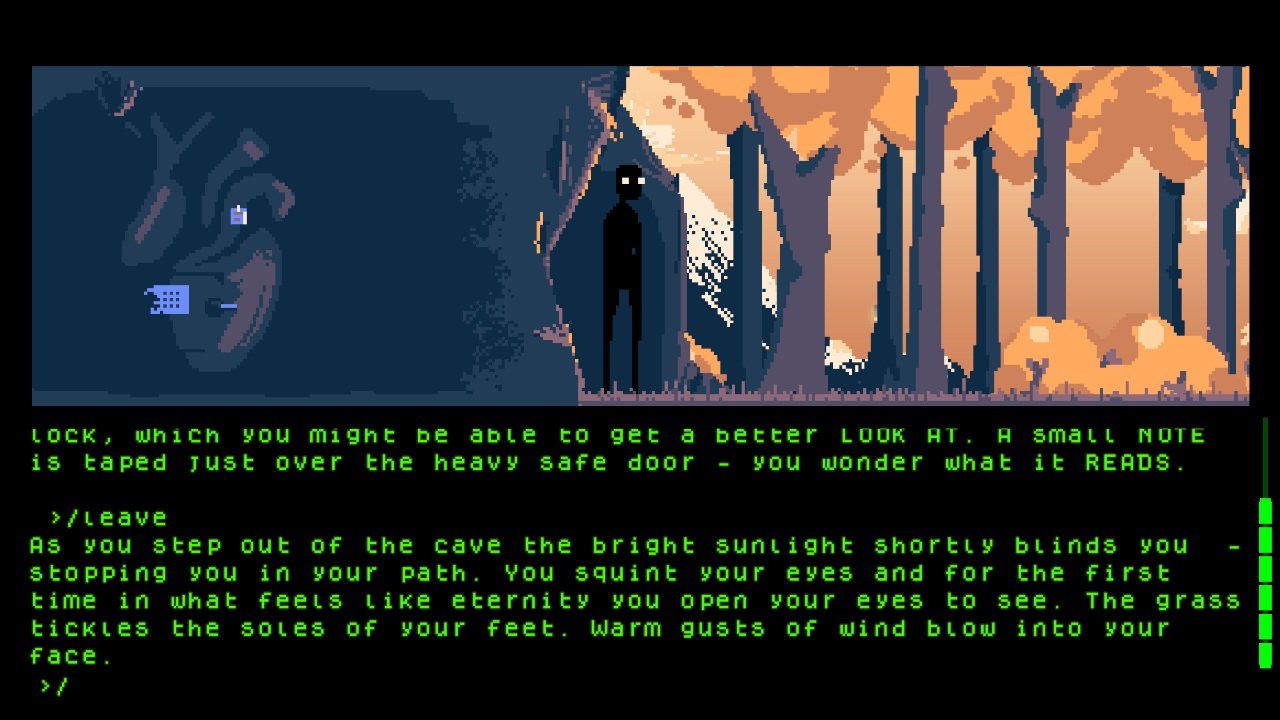 LOCK, which you might be able to get a better LOOK AT. A small NOTE
is taped just over the heavy safe door - you wonder what it READS.
>/leave
As you step out of the cave the bright sunlight shortly blinds you -
stopping you in your path. You squint your eyes and for the first
time in what feels like eternity you open your eyes to see. The grass
tickles the soles of your feet. Warm gusts of wind blow into your
face.
>/